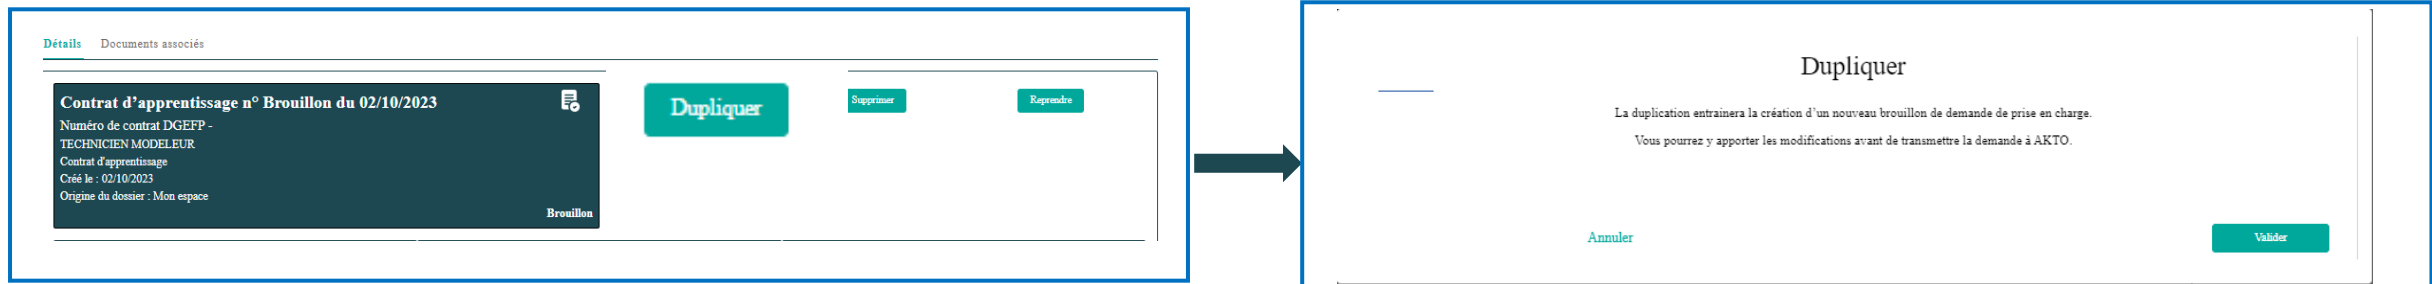 Détails Documents associés
Contrat d'apprentissage n° Brouillon du 02/10/2023
Numéro de contrat DGEFP -
TECHNICIEN MODELEUR
Contrat d'apprentissage
Créé le : 02/10/2023
Origine du dossier : Mon espace
Brouillon
Dupliquer
Supprimer
Reprendre
Dupliquer
La duplication entrainera la création d'un nouveau brouillon de demande de prise en charge.
Vous pourrez y apporter les modifications avant de transmettre la demande à AKTO.
Annuler
Valider